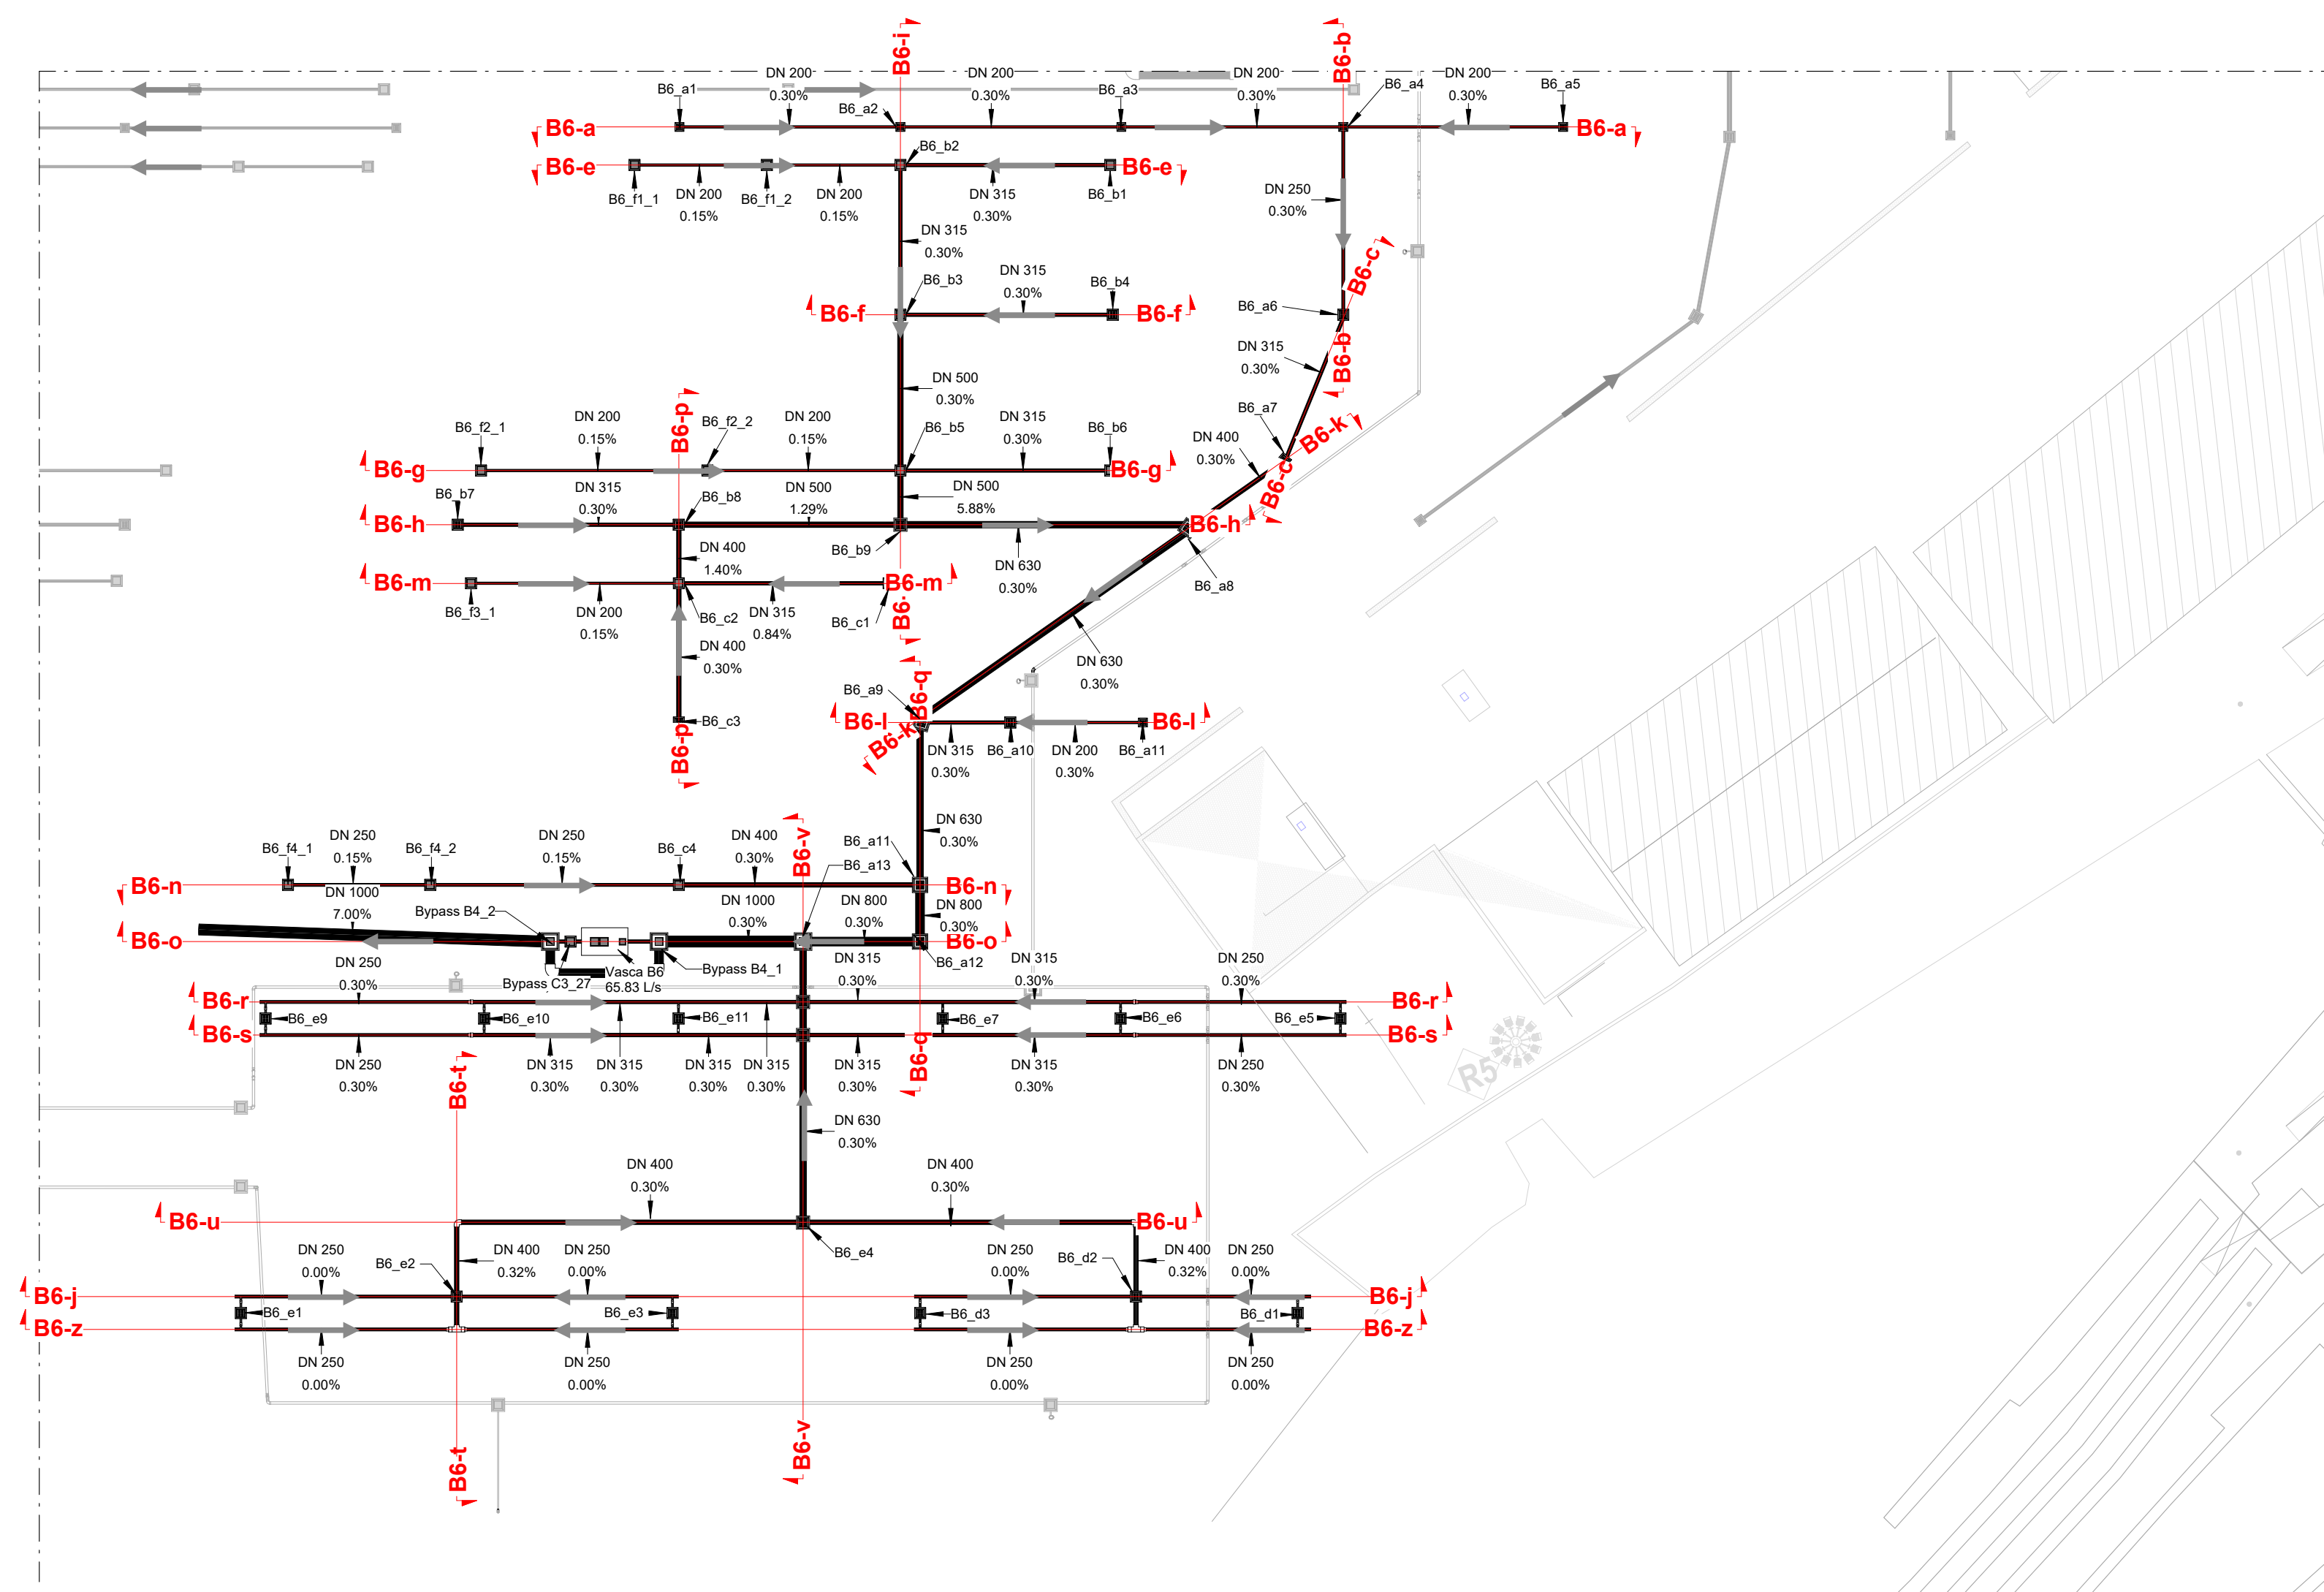 B6-i
B6-b
DN 200
0.30%
DN 200
0.30%
DN 200
0.30%
DN 200
0.30%
B6_a1
B6_a2
B6_a3
B6_a4
B6_a5
B6-a
B6-a
B6-e
B6_b2
B6-e
B6_f1_1
DN 200
0.15%
B6_f1_2
DN 200
0.15%
DN 315
0.30%
B6_b1
DN 250
0.30%
DN 315
0.30%
B6-c
B6_b3
DN 315
0.30%
B6_b4
B6-f
B6-f
B6_a6
B6-b
DN 315
0.30%
DN 500
0.30%
B6-p
B6_a7
B6-k
B6_f2_1
DN 200
0.15%
B6_f2_2
DN 200
0.15%
B6_b5
DN 315
0.30%
B6_b6
DN 400
0.30%
B6-g
B6-g
B6-c
B6_b7
DN 315
0.30%
B6_b8
DN 500
1.29%
DN 500
5.88%
B6-h
B6-h
B6_b9
DN 400
1.40%
DN 630
0.30%
B6_a8
B6-m
B6-m
B6_f3_1
DN 200
0.15%
B6_c2
DN 315
0.84%
B6_c1
B6-
DN 400
0.30%
DN 630
0.30%
B6-q
B6_a9
B6_c3
B6-p
B6-l
B6-l
B6-k
DN 315
0.30%
B6_a10
DN 200
0.30%
B6_a11
DN 630
0.30%
B6-v
B6_f4_1
DN 250
0.15%
B6_f4_2
DN 250
0.15%
B6_c4
DN 400
0.30%
B6_a11
B6_a13
B6-n
B6-n
DN 1000
7.00%
Bypass B4_2
DN 1000
0.30%
DN 800
0.30%
DN 800
0.30%
B6-o
B6-o
B6_a12
DN 250
0.30%
Bypass C3_27
Vasca B6
65.83 L/s
Bypass B4_1
DN 315
0.30%
DN 315
0.30%
DN 250
0.30%
B6-r
B6-r
B6_e9
B6_e10
B6_e11
B6_e7
B6_e6
B6_e5
B6-s
B6-s
DN 250
0.30%
DN 315
0.30%
DN 315
0.30%
DN 315
0.30%
DN 315
0.30%
DN 315
0.30%
B6-q
DN 315
0.30%
DN 250
0.30%
R5
B6-t
DN 630
0.30%
DN 400
0.30%
DN 400
0.30%
B6-u
B6-u
B6_e4
DN 250
0.00%
B6_e2
DN 400
0.32%
DN 250
0.00%
DN 250
0.00%
B6_d2
DN 400
0.32%
DN 250
0.00%
B6-j
B6-j
B6_e1
B6_e3
B6_d3
B6_d1
B6-z
B6-z
DN 250
0.00%
DN 250
0.00%
DN 250
0.00%
DN 250
0.00%
B6-t
B6-v